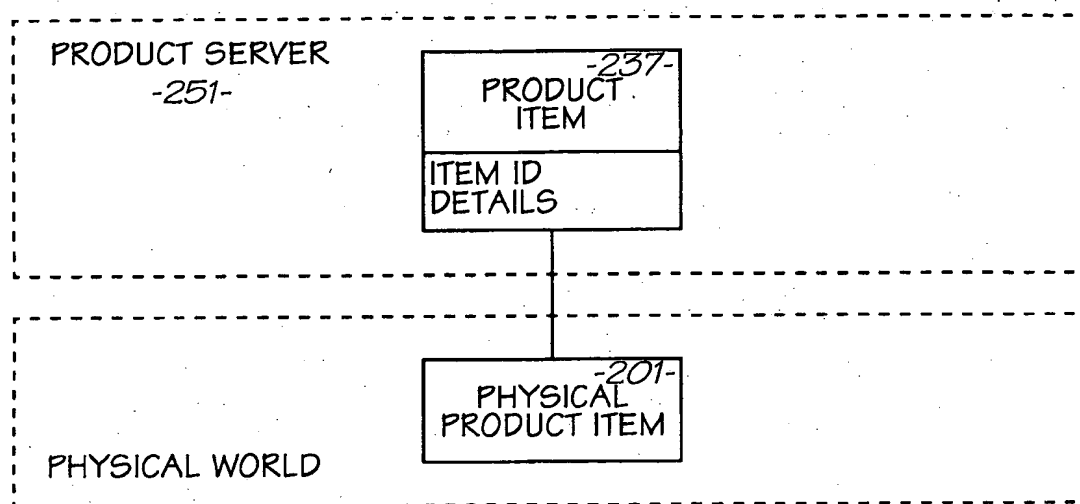 PRODUCT SERVER
-251-
-237-
PRODUCT
ITEM
ITEM ID
DETAILS
-201-
PHYSICAL
PRODUCT ITEM
PHYSICAL WORLD